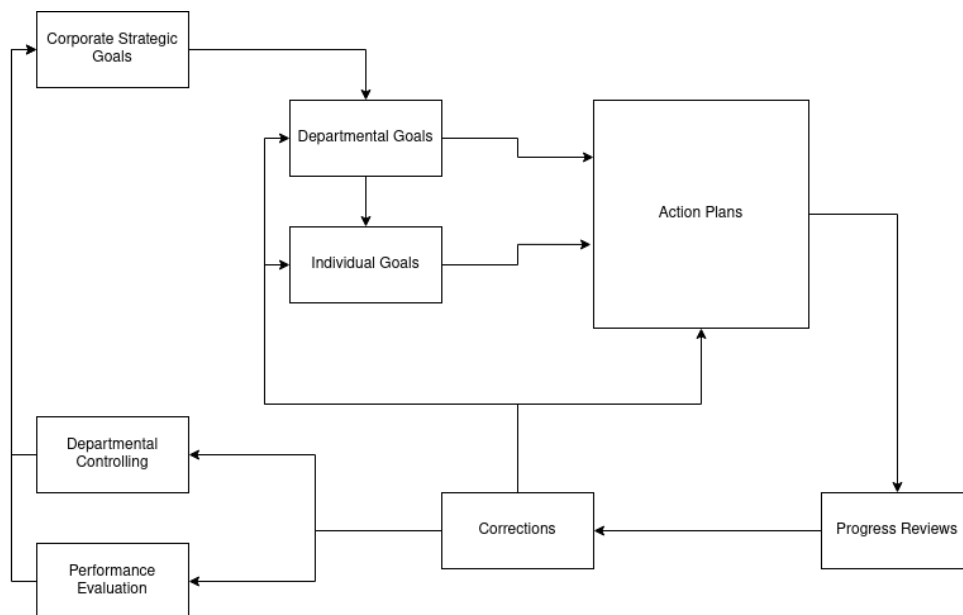 Corporate Strategic
Goals
Departmental Goals
Action Plans
Individual Goals
Departmental
Controlling
Corrections
Progress Reviews
Performance
Evaluation